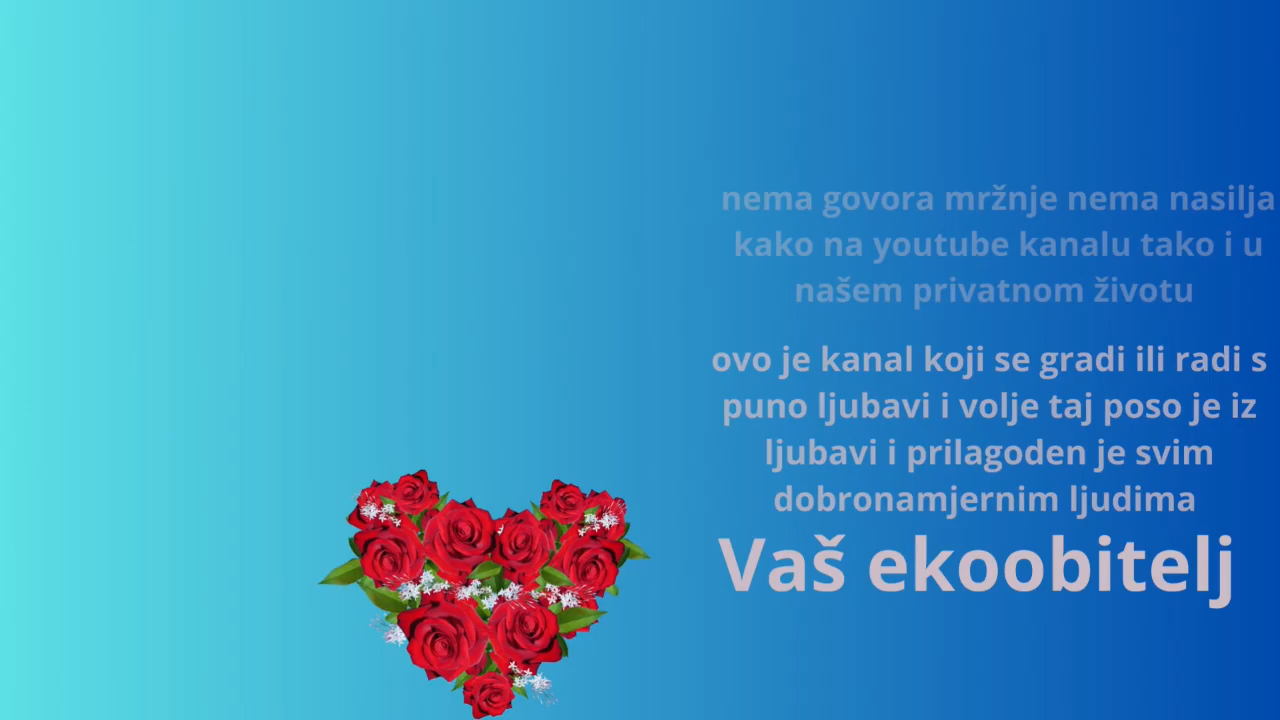 nema govora mržnje nema nasilja
kako na youtube kanalu tako i u
našem privatnom životu
ovo je kanal koji se gradi ili radi s
puno ljubavi i volje taj poso je iz
ljubavi i prilagođen je svim
dobronamjernim ljudima
Vaš ekoobitelj